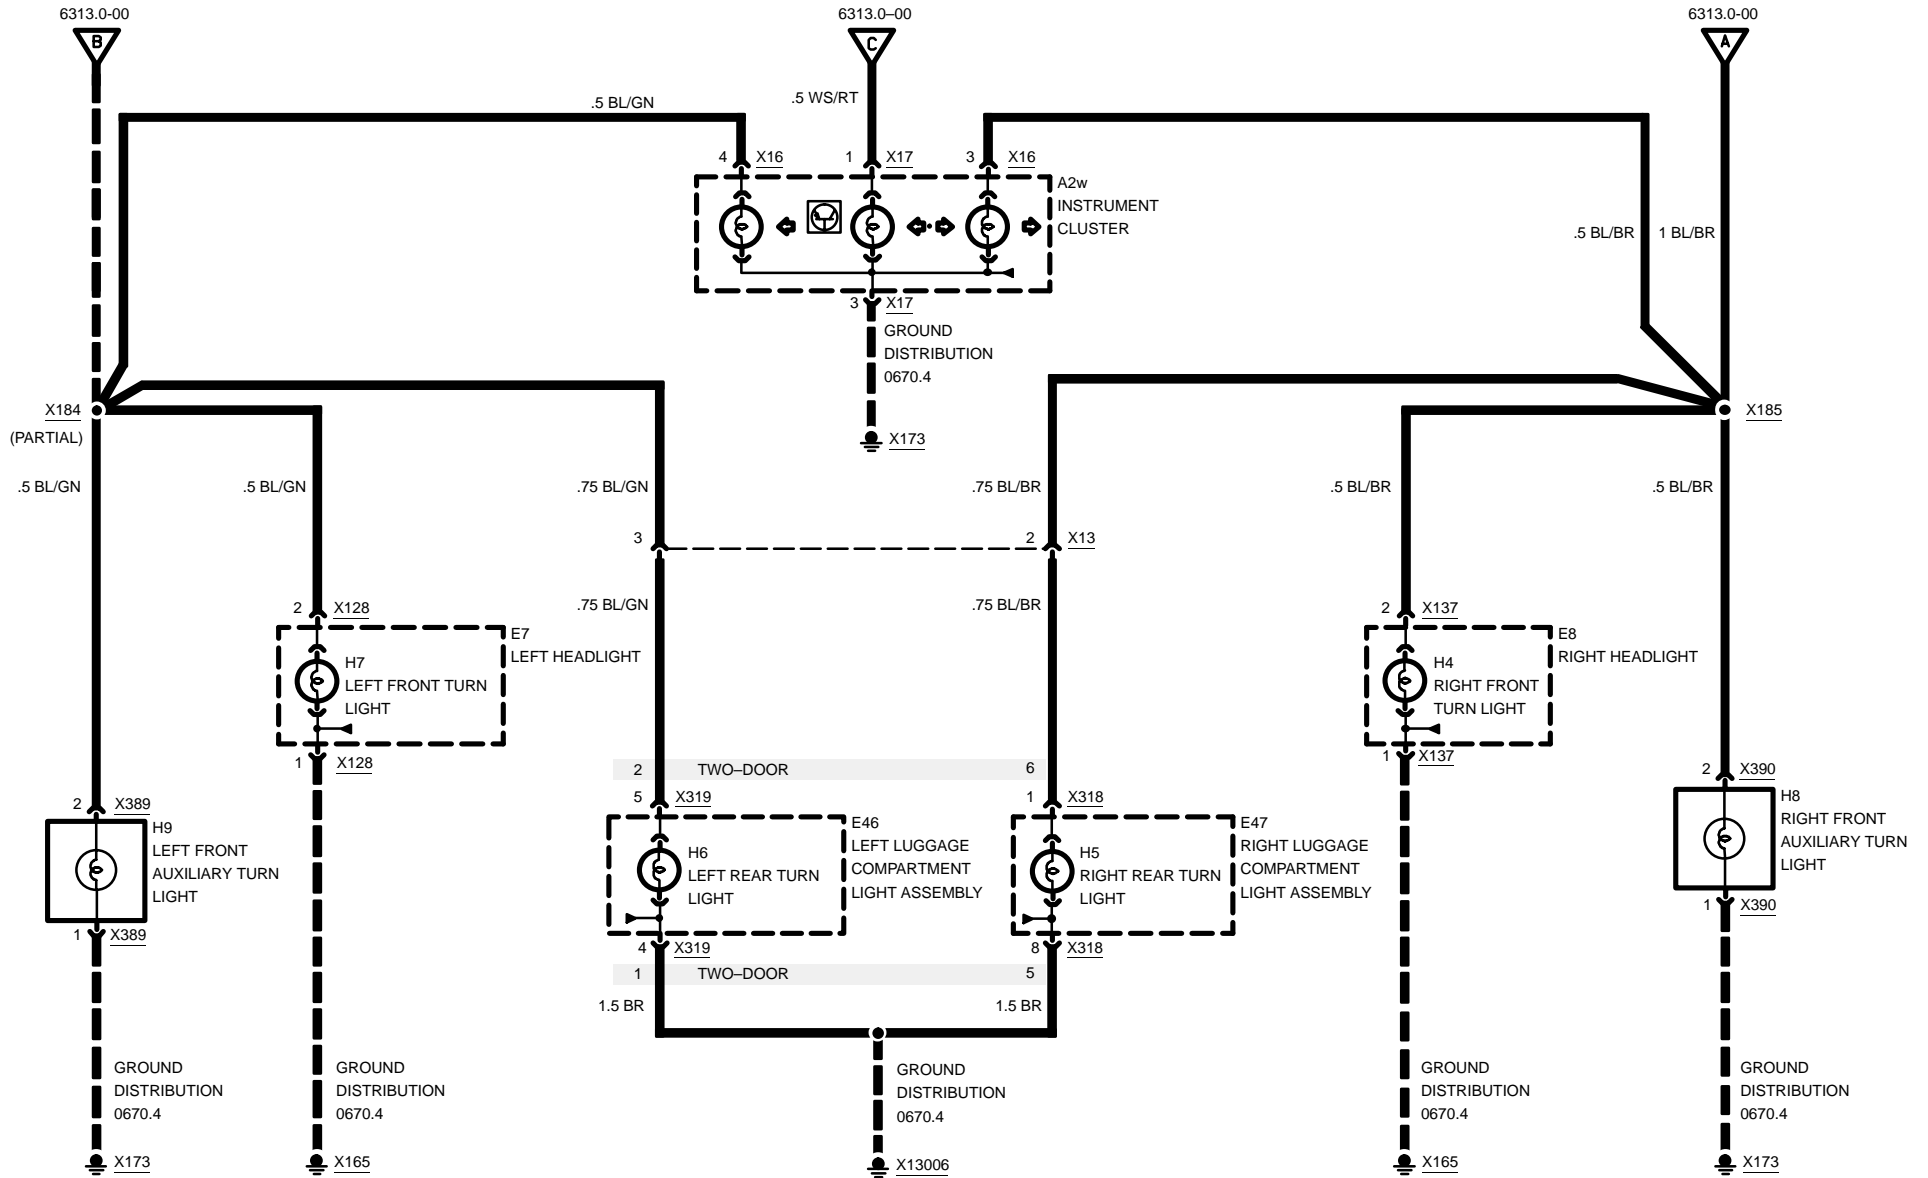 6313.0-00
6313.0–00
6313.0-00
B
C
A
.5 BL/GN
.5 WS/RT
4 X16
1 X17
3 X16
A2w
INSTRUMENT
CLUSTER
.5 BL/BR
1 BL/BR
3 X17
GROUND
DISTRIBUTION
0670.4
X173
X184
(PARTIAL)
X185
.5 BL/GN
.5 BL/GN
.75 BL/GN
.75 BL/BR
.5 BL/BR
.5 BL/BR
3
2 X13
.75 BL/GN
.75 BL/BR
2 X128
E7
LEFT HEADLIGHT
H7
LEFT FRONT TURN
LIGHT
1 X128
2 X137
E8
RIGHT HEADLIGHT
H4
RIGHT FRONT
TURN LIGHT
1 X137
2 TWO–DOOR 6
5 X319
1 X318
2 X389
H9
LEFT FRONT
AUXILIARY TURN
LIGHT
1 X389
E46
LEFT LUGGAGE
COMPARTMENT
LIGHT ASSEMBLY
H6
LEFT REAR TURN
LIGHT
4 X319
E47
RIGHT LUGGAGE
COMPARTMENT
LIGHT ASSEMBLY
H5
RIGHT REAR TURN
LIGHT
8 X318
1 TWO–DOOR 5
1.5 BR
1.5 BR
2 X390
H8
RIGHT FRONT
AUXILIARY TURN
LIGHT
1 X390
GROUND
DISTRIBUTION
0670.4
X173
GROUND
DISTRIBUTION
0670.4
X165
GROUND
DISTRIBUTION
0670.4
X13006
GROUND
DISTRIBUTION
0670.4
X165
GROUND
DISTRIBUTION
0670.4
X173